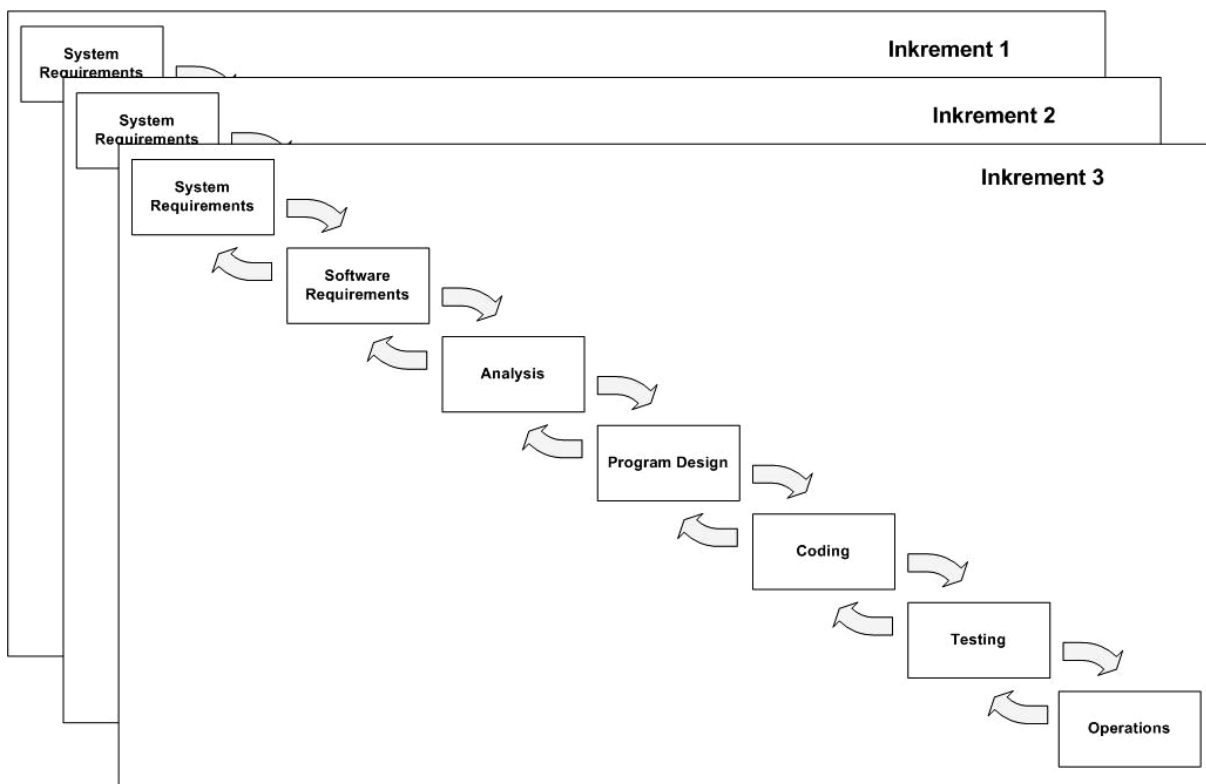 System
Requirements
Inkrement 1
System
Requirements
Inkrement 2
System
Requirements
Inkrement 3
Software
Requirements
Analysis
Program Design
Coding
Testing
Operations